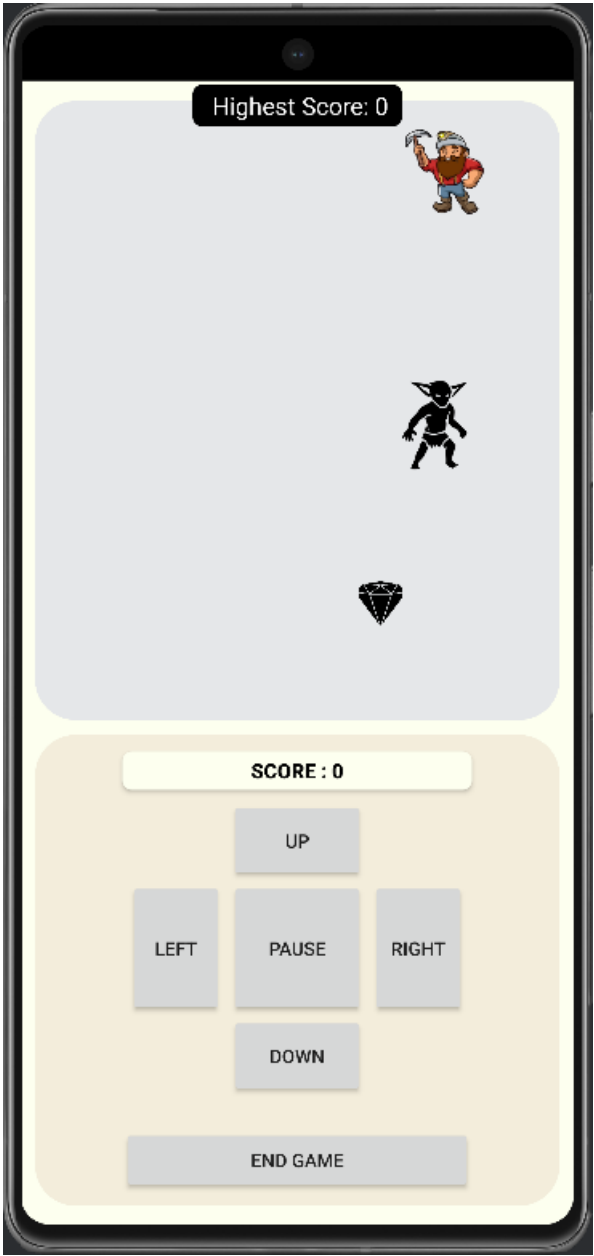 Highest Score: 0
SCORE : 0
UP
LEFT PAUSE RIGHT
DOWN
END GAME